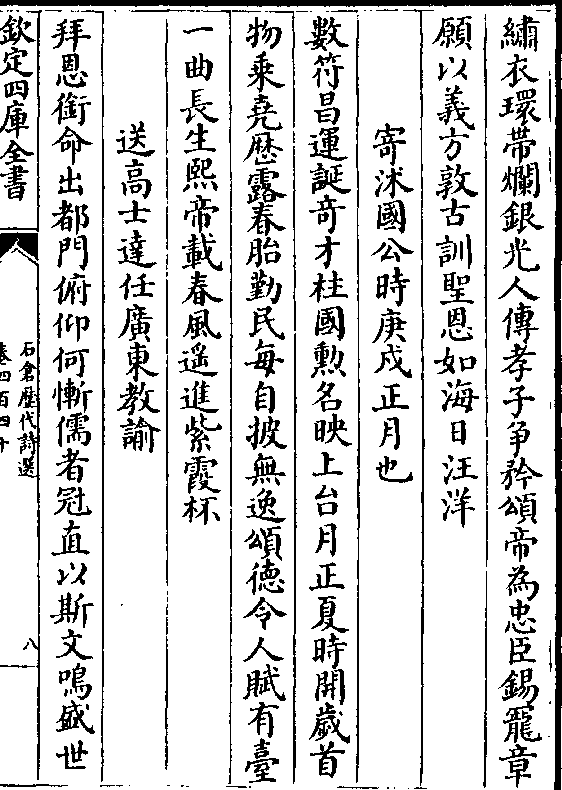 繡衣環帶爛銀光人傳孝子争矜頌帝為忠臣錫寵章
願以義方敦古訓聖恩如海日汪洋
寄沭國公時庚戍正月也
數符昌運誕奇才柱國勲名映上台月正夏時開歲首
物乘堯厯露春胎勤民每自披無逸頌德令人賦有臺
一曲長生熙帝載春風遥進紫霞杯
送高士達任廣東教諭
拜恩銜命出都門俯仰何慚儒者冠直以斯文鳴盛世
欽定四庫全書
石倉歴代詩選
卷四百四十
八